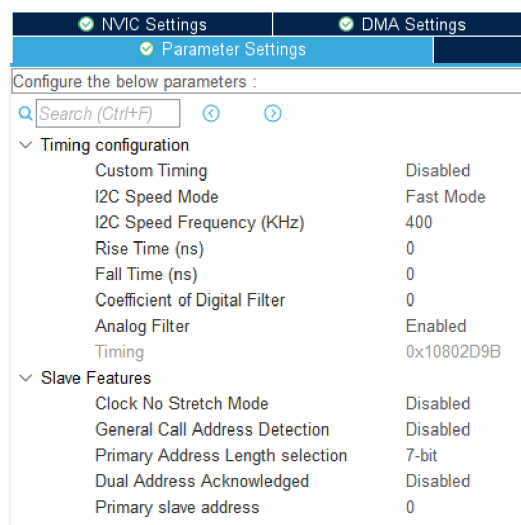 NVIC Settings DMA Settings
Parameter Settings
Configure the below parameters :
Search (Ctrl+F)
Timing configuration
Custom Timing Disabled
I2C Speed Mode Fast Mode
I2C Speed Frequency (KHz) 400
Rise Time (ns) 0
Fall Time (ns) 0
Coefficient of Digital Filter 0
Analog Filter Enabled
Timing 0x10802D9B
Slave Features
Clock No Stretch Mode Disabled
General Call Address Detection Disabled
Primary Address Length selection 7-bit
Dual Address Acknowledged Disabled
Primary slave address 0